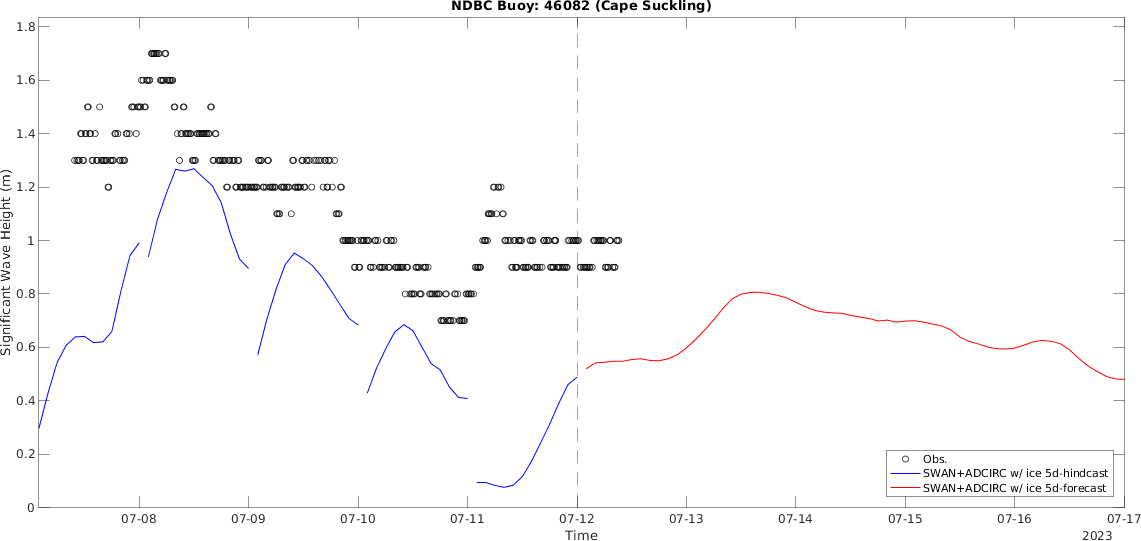 NDBC Buoy: 46082 (Cape Suckling)
1.8
1.6
1.4
1.2
1
0.8
0.6
0.4
0.2
0
Significant Wave Height (m)
Obs.
SWAN+ADCIRC w/ ice 5d-hindcast
SWAN+ADCIRC w/ ice 5d-forecast
07-08 07-09 07-10 07-11 07-12 07-13 07-14 07-15 07-16 07-17
Time
2023